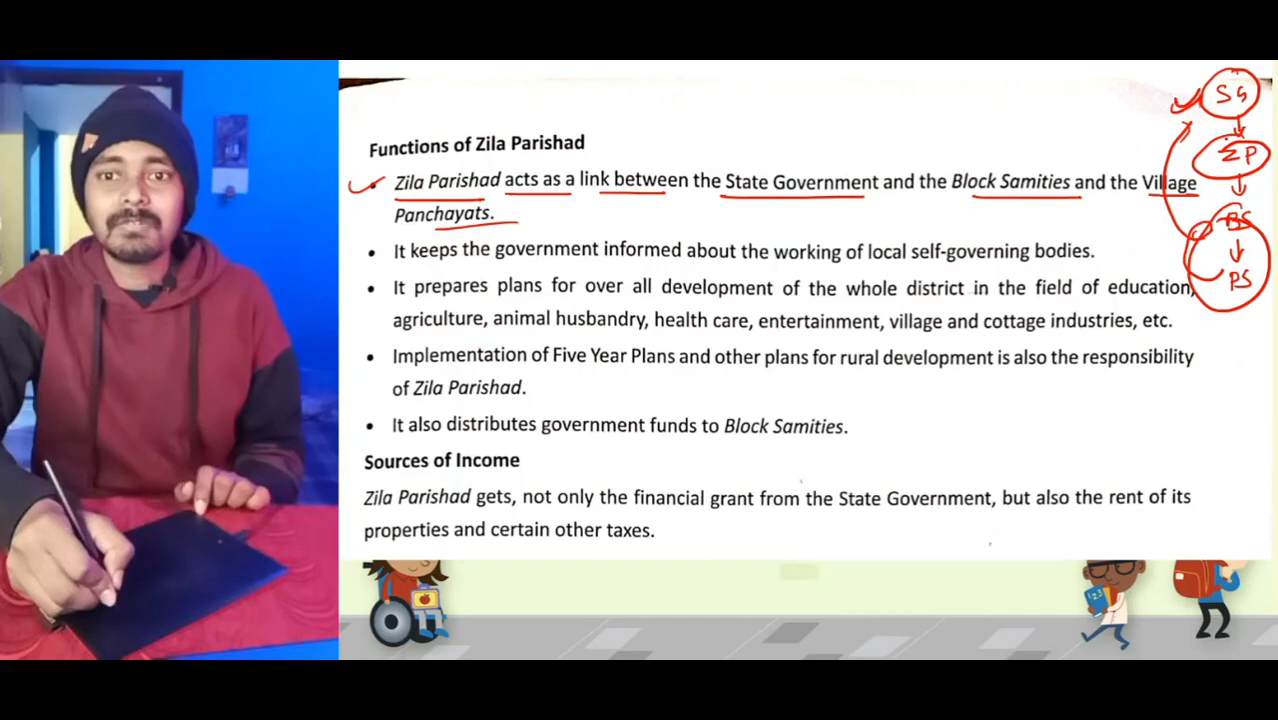 Functions of Zila Parishad
• Zila Parishad acts as a link between the State Government and the Block Samities and the Village
Panchayats.
• It keeps the government informed about the working of local self-governing bodies.
• It prepares plans for over all development of the whole district in the field of education,
agriculture, animal husbandry, health care, entertainment, village and cottage industries, etc.
• Implementation of Five Year Plans and other plans for rural development is also the responsibility
of Zila Parishad.
• It also distributes government funds to Block Samities.
Sources of Income
Zila Parishad gets, not only the financial grant from the State Government, but also the rent of its
properties and certain other taxes.
SG
ZP
BS
PS